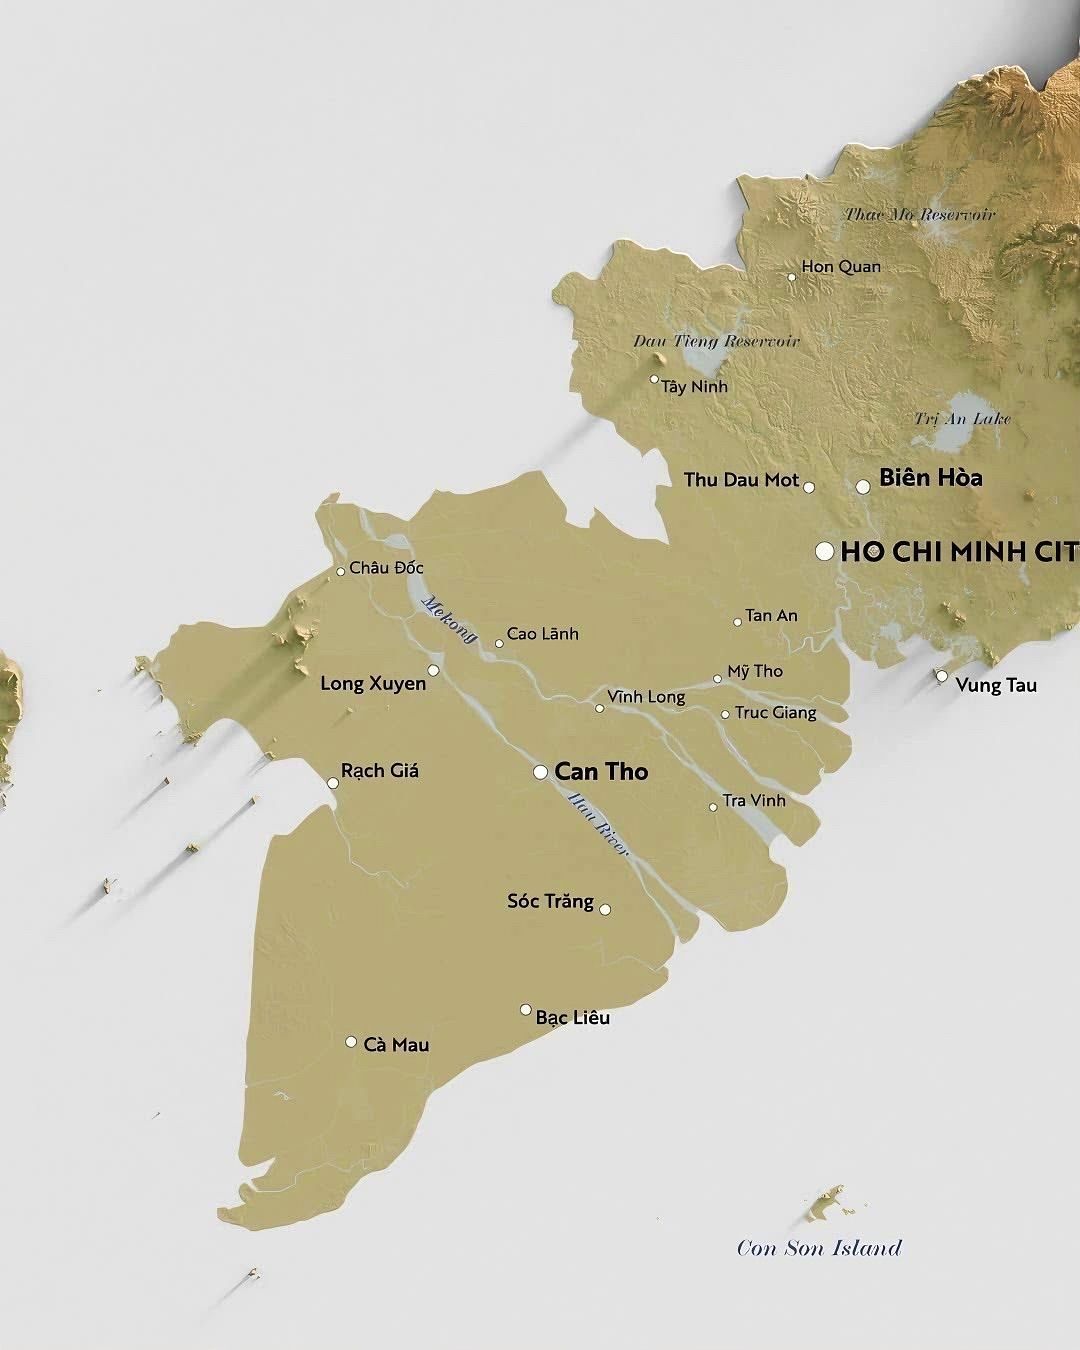 Thac Mo Reservoir
Hon Quan
Dau Tieng Reservoir
Tây Ninh
Trị An Lake
Thu Dau Mot
Biên Hòa
HO CHI MINH CIT
Châu Đốc
Mekong
Cao Lãnh
Tan An
Long Xuyen
Vĩnh Long
Mỹ Tho
Truc Giang
Vung Tau
Rạch Giá
Can Tho
Hau River
Tra Vinh
Sóc Trăng
Bạc Liêu
Cà Mau
Con Son Island